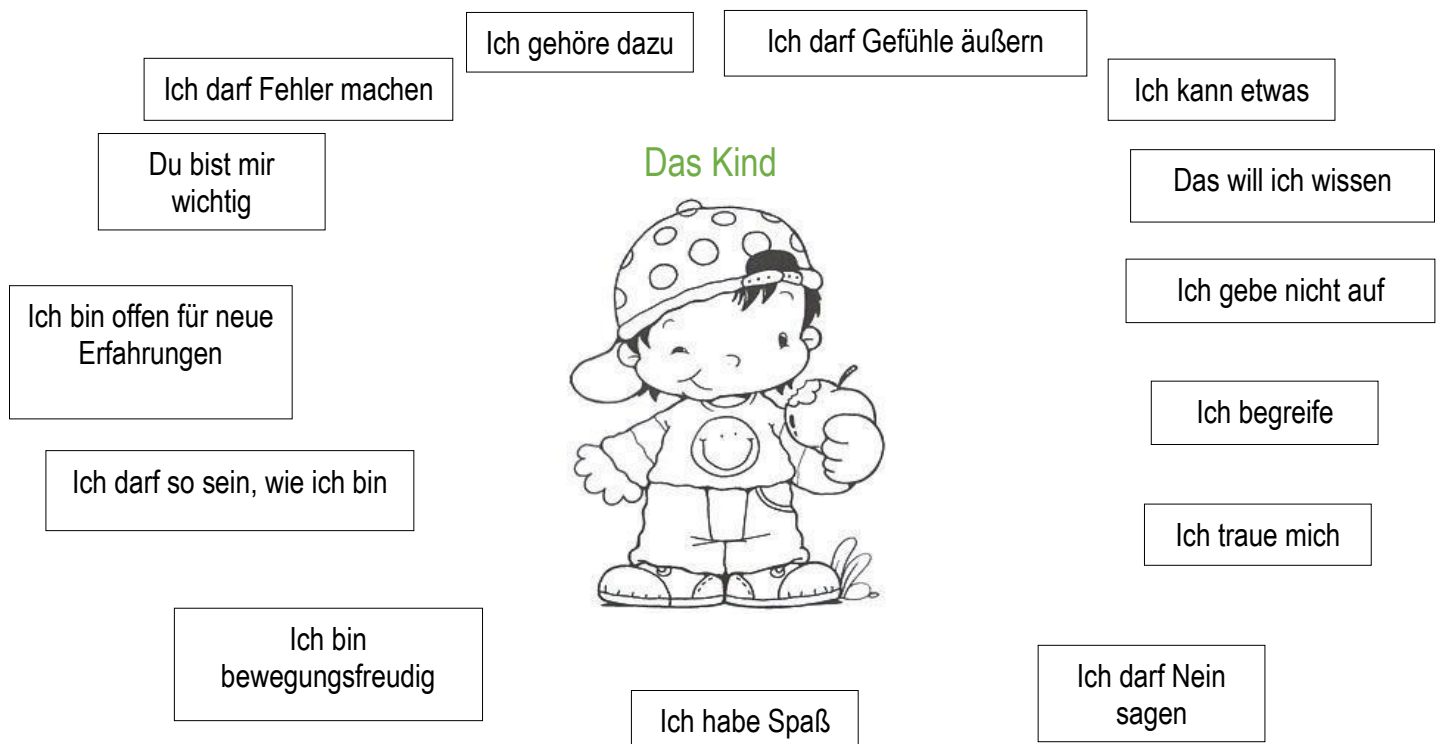 Ich gehöre dazu
Ich darf Gefühle äußern
Ich darf Fehler machen
Ich kann etwas
Du bist mir
wichtig
Das Kind
Das will ich wissen
Ich gebe nicht auf
Ich bin offen für neue
Erfahrungen
Ich begreife
Ich darf so sein, wie ich bin
Ich traue mich
Ich bin
bewegungsfreudig
Ich darf Nein
sagen
Ich habe Spaß